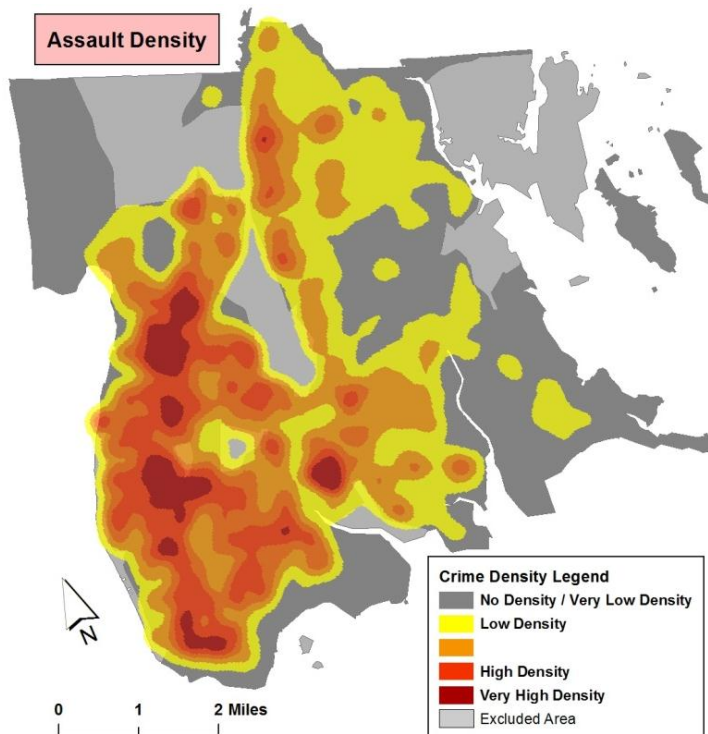 Assault Density
N
Crime Density Legend
No Density / Very Low Density
Low Density
High Density
Very High Density
Excluded Area
0 1 2 Miles